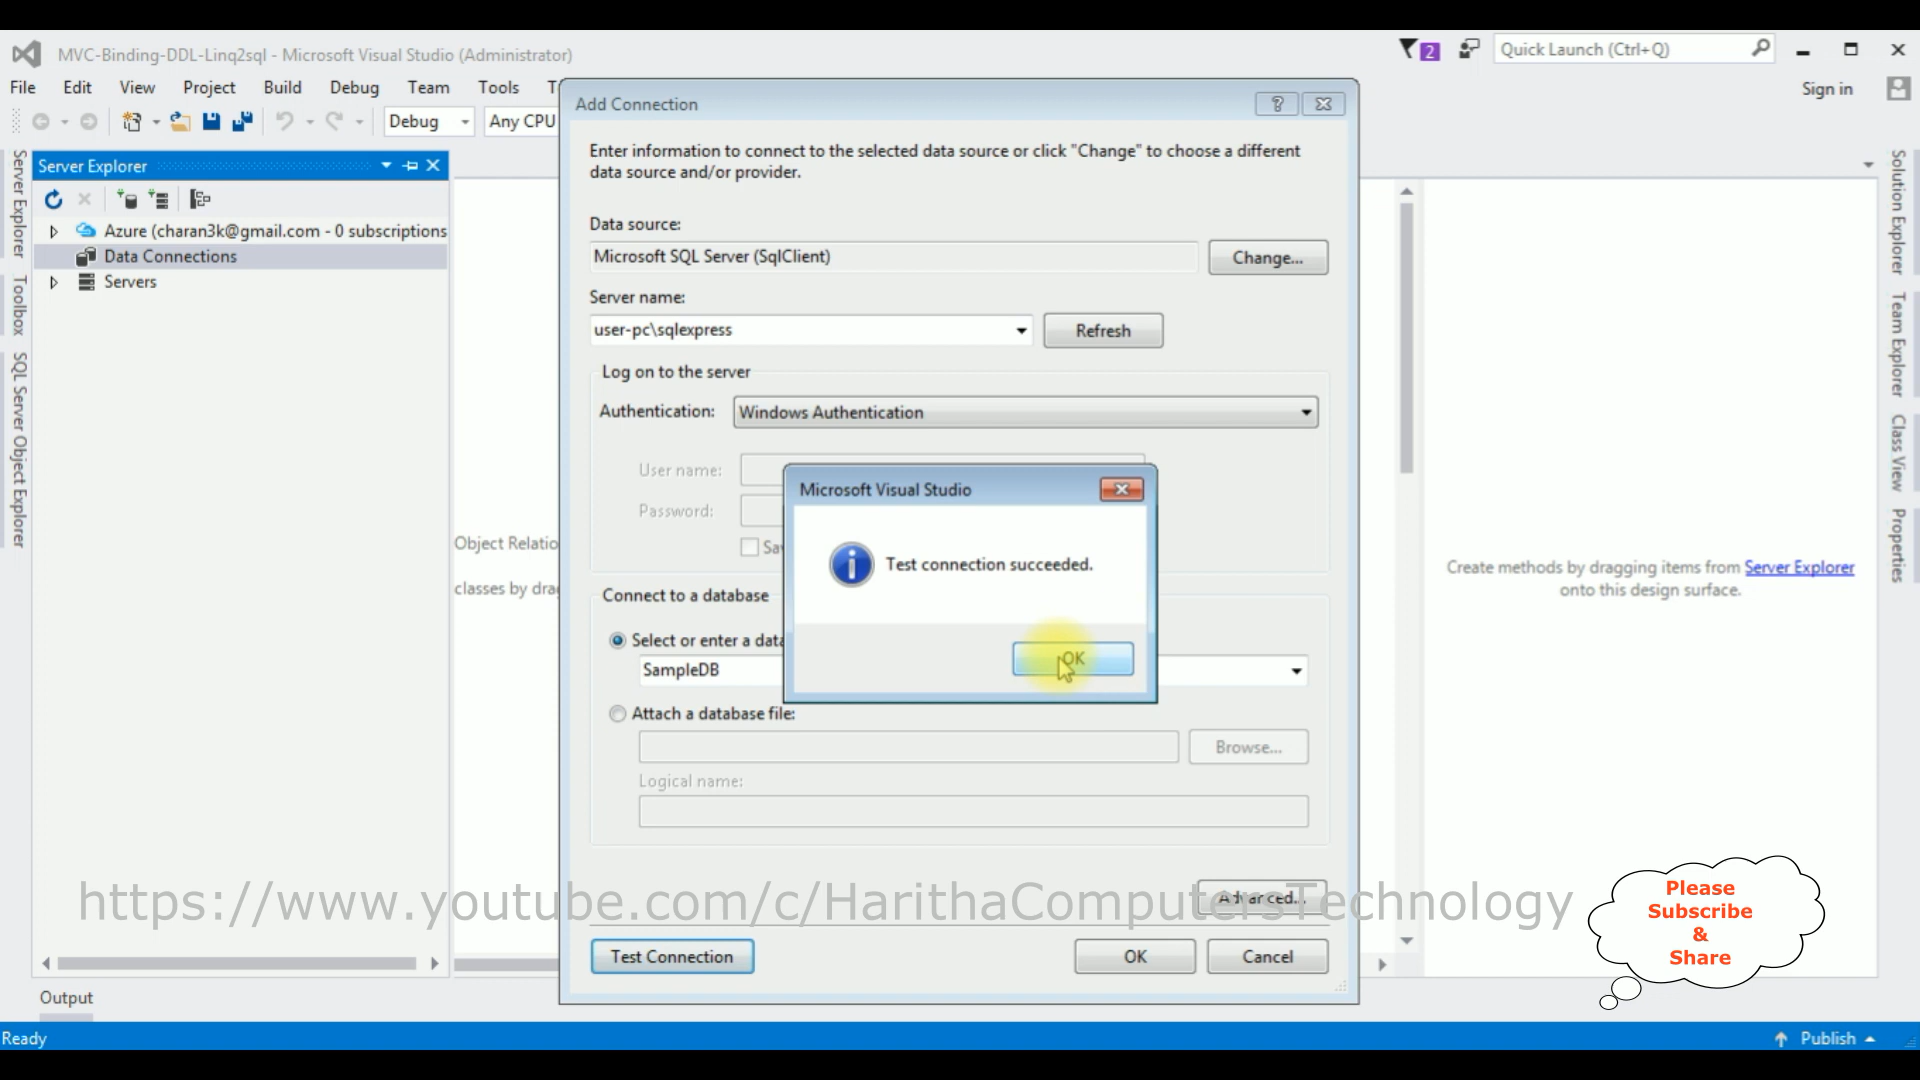 MVC-Binding-DDL-Linq2sql - Microsoft Visual Studio (Administrator)
2
Quick Launch (Ctrl+Q)
File Edit View Project Build Debug Team Tools
Sign in
Debug
Any CPU
Server Explorer
Toolbox
SQL Server Object Explorer
Server Explorer
Azure (charan3k@gmail.com - 0 subscriptions
Data Connections
Servers
Object Relatio
classes by dra
Add Connection
Enter information to connect to the selected data source or click "Change" to choose a different
data source and/or provider.
Data source:
Microsoft SQL Server (SqlClient)
Change...
Server name:
user-pc\sqlexpress
Refresh
Log on to the server
Authentication:
Windows Authentication
User name:
Password:
Sa
Microsoft Visual Studio
Test connection succeeded.
OK
Connect to a database
Select or enter a data
SampleDB
Attach a database file:
Browse...
Logical name:
Advanced...
Test Connection
OK
Cancel
Create methods by dragging items from Server Explorer
onto this design surface.
Solution Explorer
Team Explorer
Class View
Properties
https://www.youtube.com/c/HarithaComputersTechnology
Please
Subscribe
&
Share
Output
Ready
Publish